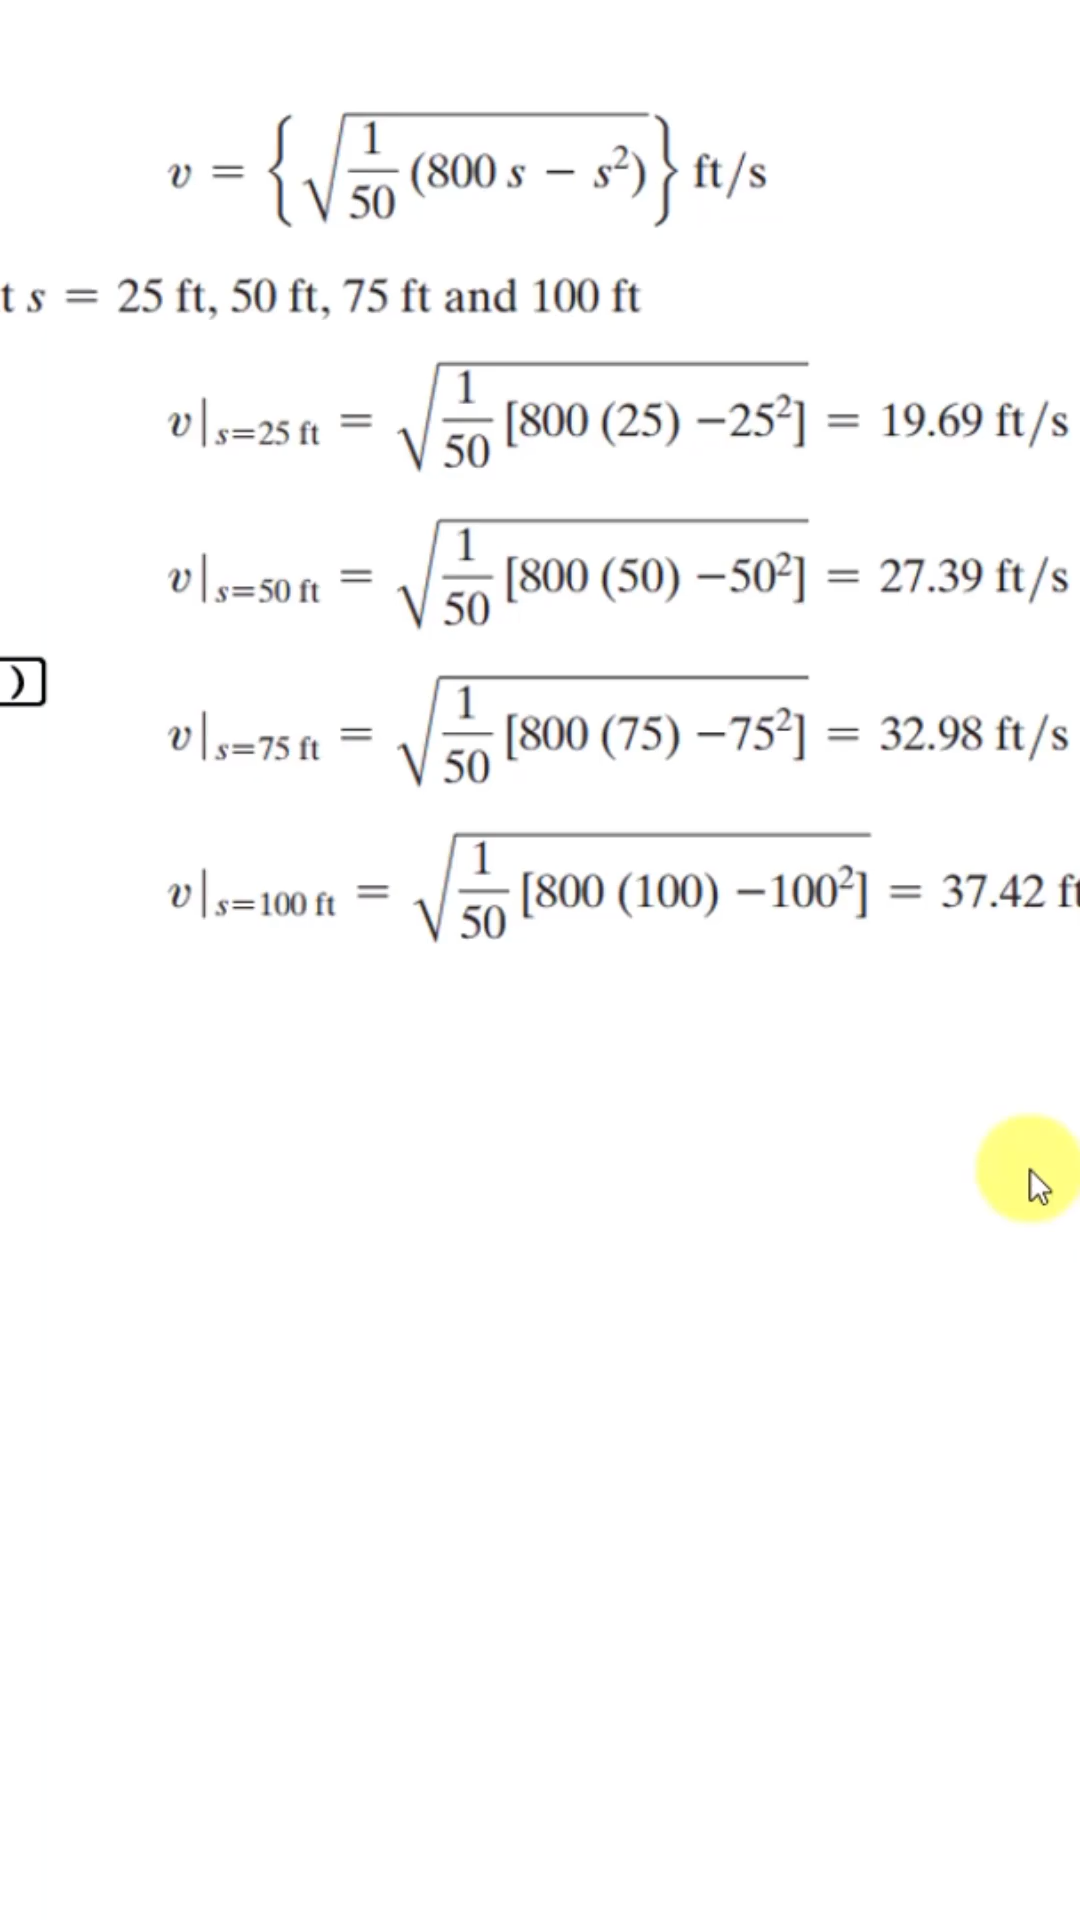 v = {√(1/50 (800 s − s²)} ft/s
t s = 25 ft, 50 ft, 75 ft and 100 ft
v|s=25 ft = √1/50 [800 (25) −25²] = 19.69 ft/s
v|s=50 ft = √1/50 [800 (50) −50²] = 27.39 ft/s
)
v|s=75 ft = √1/50 [800 (75) −75²] = 32.98 ft/s
v|s=100 ft = √1/50 [800 (100) −100²] = 37.42 ft